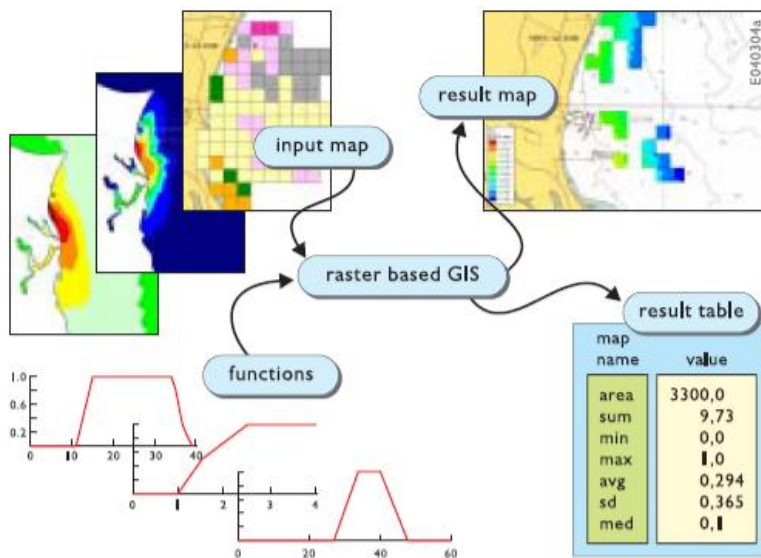 E040304a
result map
input map
raster based GIS
result table
map
name value
area 3300,0
sum 9,73
min 0,0
max 1,0
avg 0,294
sd 0,365
med 0,1
functions
1.0
0.6
0.2
0 10 20 30 40
0 1 2 3 4
0 20 40 60